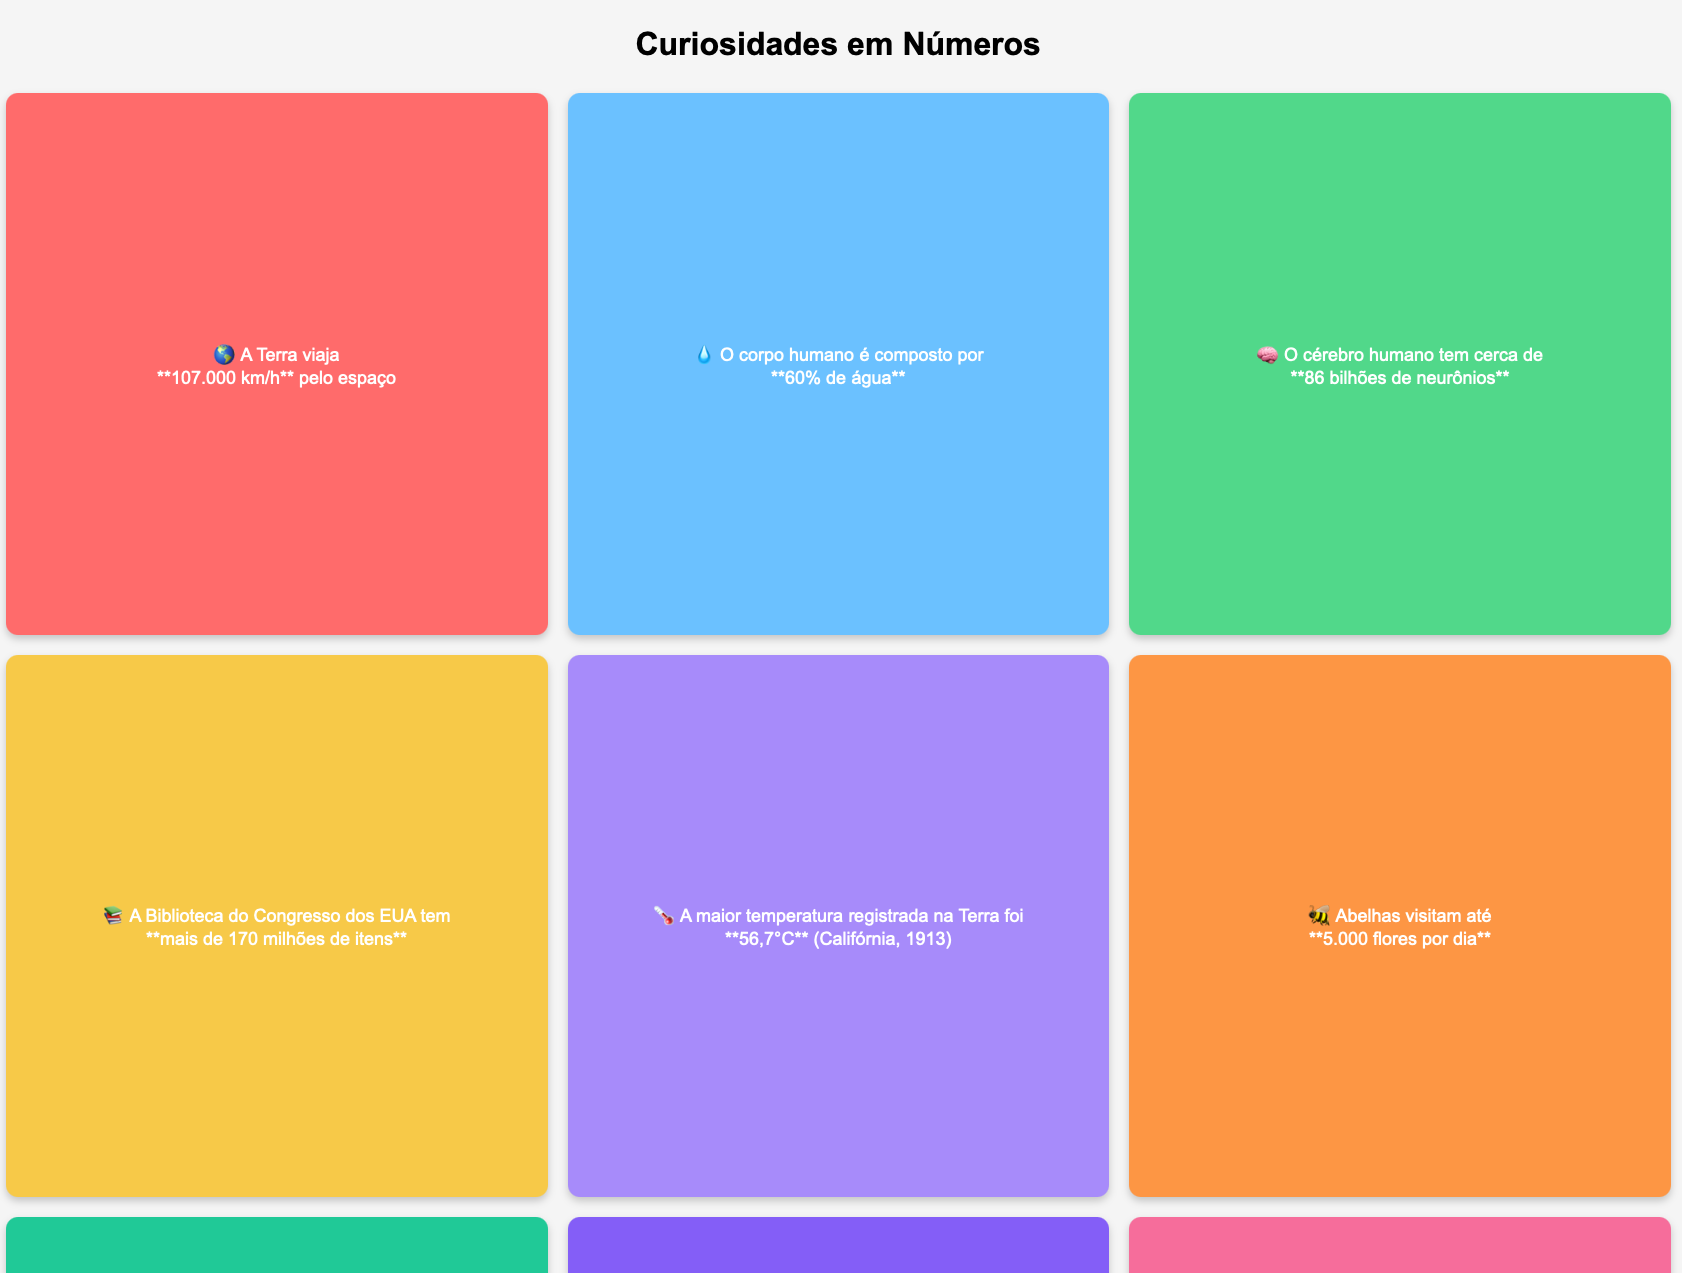 Curiosidades em Números
🌎 A Terra viaja
**107.000 km/h** pelo espaço
💧 O corpo humano é composto por
**60% de água**
🧠 O cérebro humano tem cerca de
**86 bilhões de neurônios**
📚 A Biblioteca do Congresso dos EUA tem
**mais de 170 milhões de itens**
🌡️ A maior temperatura registrada na Terra foi
**56,7°C** (Califórnia, 1913)
🐝 Abelhas visitam até
**5.000 flores por dia**